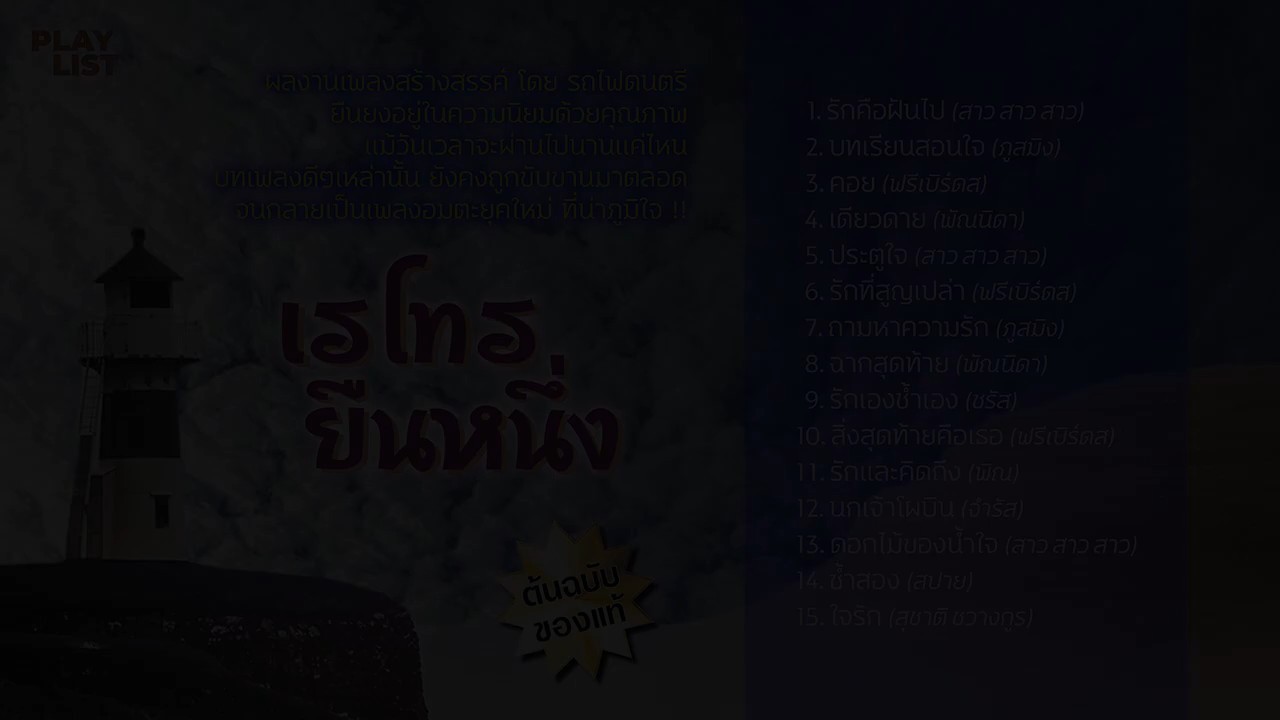 PLAY
LIST
ผลงานเพลงสร้างสรรค์ โดย รถไฟดนตรี
ยืนยงอยู่ในความนิยมด้วยคุณภาพ
แม้วันเวลาจะผ่านไปนานแค่ไหน
บทเพลงดีๆเหล่านั้น ยังคงถูกขับขานมาตลอด
จนกลายเป็นเพลงอมตะยุคใหม่ ที่น่าภูมิใจ !!
เรโทร
ยืนหนึ่ง
ต้นฉบับ
ของแท้
1. รักคือฝันไป (สาว สาว สาว)
2. บทเรียนสอนใจ (ภูสมิง)
3. คอย (ฟรีเบิร์ดส)
4. เดียวดาย (พัณนิดา)
5. ประตูใจ (สาว สาว สาว)
6. รักที่สูญเปล่า (ฟรีเบิร์ดส)
7. ถามหาความรัก (ภูสมิง)
8. ฉากสุดท้าย (พัณนิดา)
9. รักเองช้ำเอง (ชรัส)
10. สิ่งสุดท้ายคือเธอ (ฟรีเบิร์ดส์)
11. รักและคิดถึง (พิณ)
12. นกเจ้าโผบิน (อำรัส)
13. ดอกไม้ของน้ำใจ (สาว สาว สาว)
14. ช้ำสอง (สปาย)
15. ใจรัก (สุชาติ ชวางกูร)